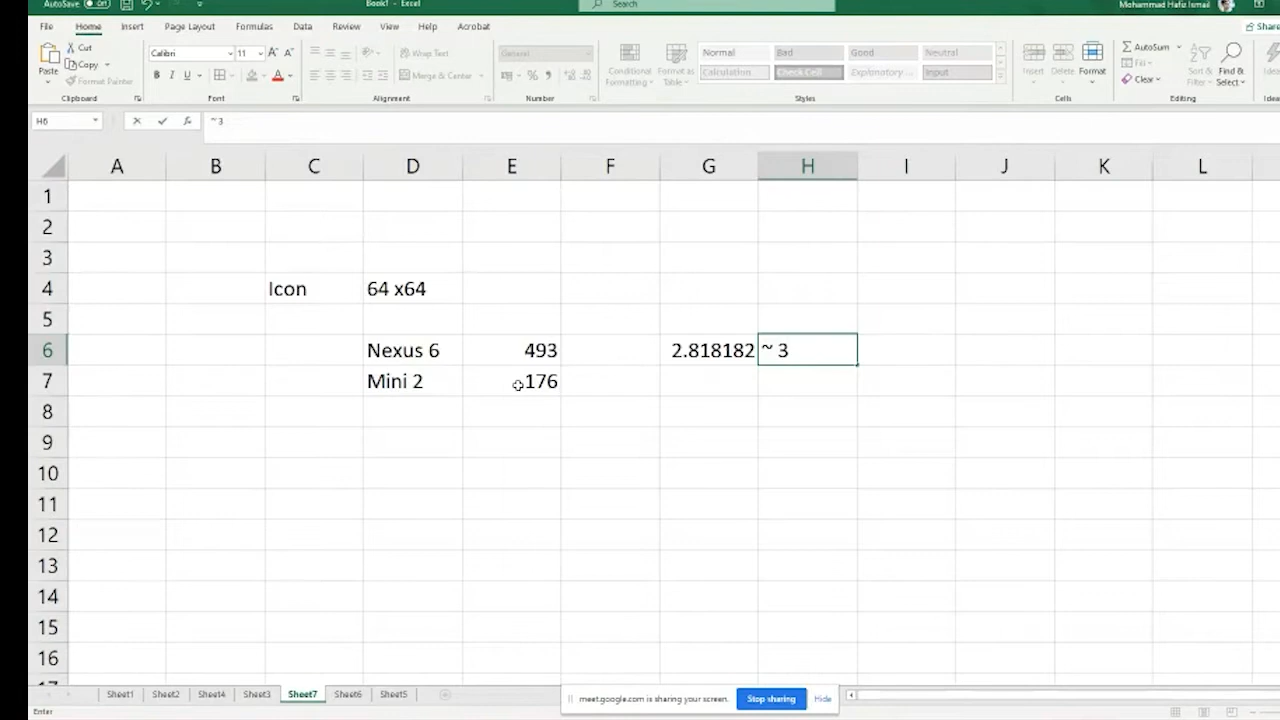 AutoSave Off Book1 - Excel Search Mohammad Hafiz Ismail
File Home Insert Page Layout Formulas Data Review View Help Acrobat Share
Paste Cut Copy Format Painter
Clipboard
Calibri 11 A A
B I U A
Font
Wrap Text
Merge & Center
Alignment
General
%
Number
Conditional Formatting
Format as Table
Normal Bad Good Neutral
Calculation Check Cell Explanatory ... Input
Styles
Insert Delete Format
Cells
AutoSum
Fill
Clear
Sort & Filter
Find & Select
Editing
Ideas
H6 fx ~ 3
A B C D E F G H I J K L
1
2
3
4 Icon 64 x64
5
6 Nexus 6 493 2.818182 ~ 3
7 Mini 2 176
8
9
10
11
12
13
14
15
16
17
Sheet1 Sheet2 Sheet4 Sheet3 Sheet7 Sheet6 Sheet5
meet.google.com is sharing your screen. Stop sharing Hide
Enter